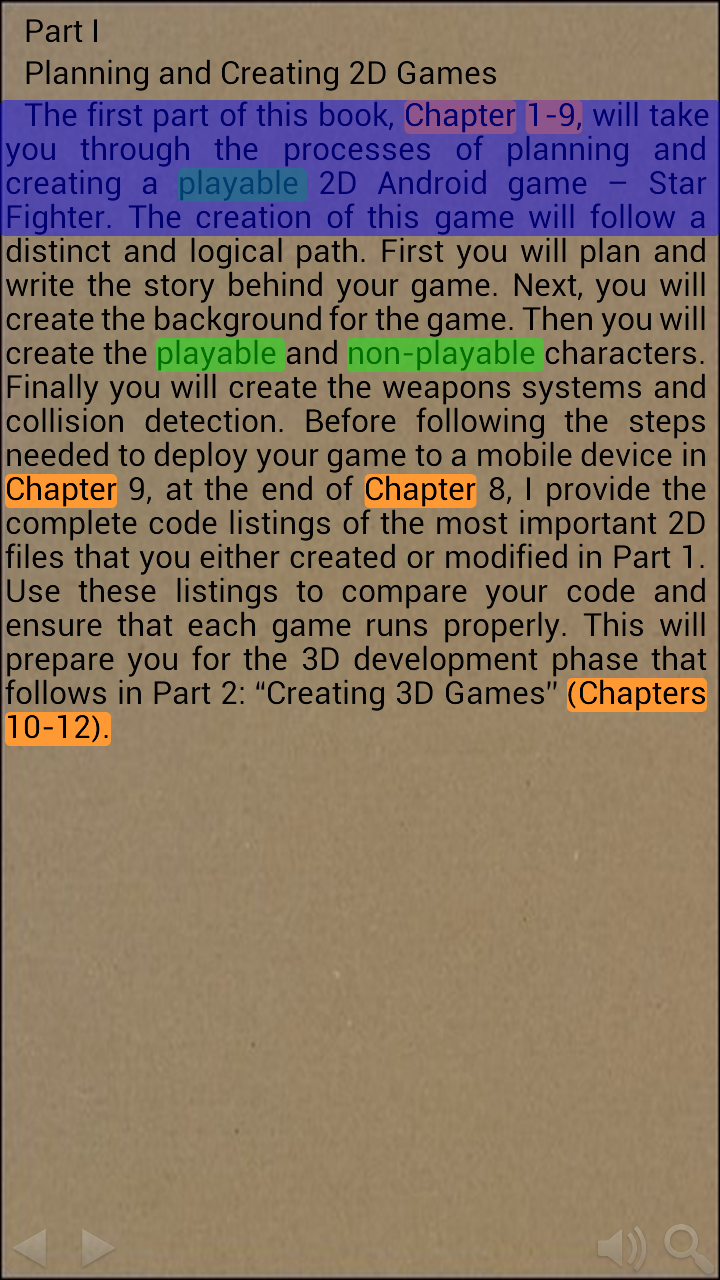 Part I
Planning and Creating 2D Games
The first part of this book, Chapter 1-9, will take
you through the processes of planning and
creating a playable 2D Android game – Star
Fighter. The creation of this game will follow a
distinct and logical path. First you will plan and
write the story behind your game. Next, you will
create the background for the game. Then you will
create the playable and non-playable characters.
Finally you will create the weapons systems and
collision detection. Before following the steps
needed to deploy your game to a mobile device in
Chapter 9, at the end of Chapter 8, I provide the
complete code listings of the most important 2D
files that you either created or modified in Part 1.
Use these listings to compare your code and
ensure that each game runs properly. This will
prepare you for the 3D development phase that
follows in Part 2: “Creating 3D Games” (Chapters
10-12).